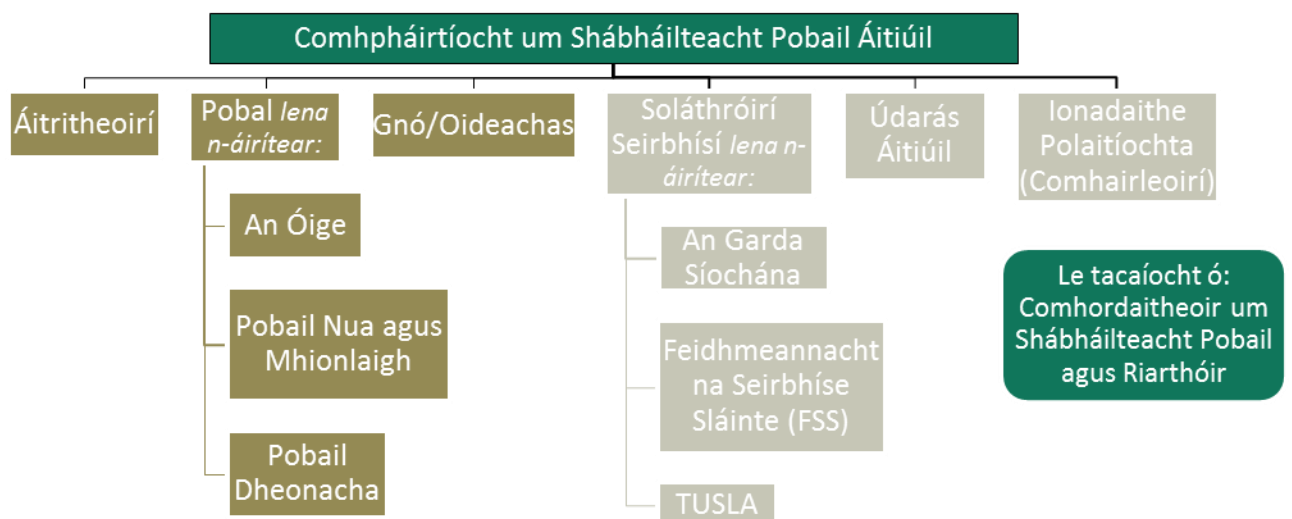 Comhpháirtíocht um Shábháilteacht Pobail Áitiúil
Áitritheoirí
Pobal lena
n-áirítear:
An Óige
Pobail Nua agus
Mhionlaigh
Pobail
Dheonacha
Gnó/Oideachas
Soláthróirí
Seirbhísí lena n-
áirítear:
An Garda
Síochána
Feidhmeannacht
na Seirbhíse
Sláinte (FSS)
TUSLA
Údarás
Áitiúil
Ionadaithe
Polaitíochta
(Comhairleoirí)
Le tacaíocht ó:
Comhordaitheoir um
Shábháilteacht Pobail
agus Riarthóir